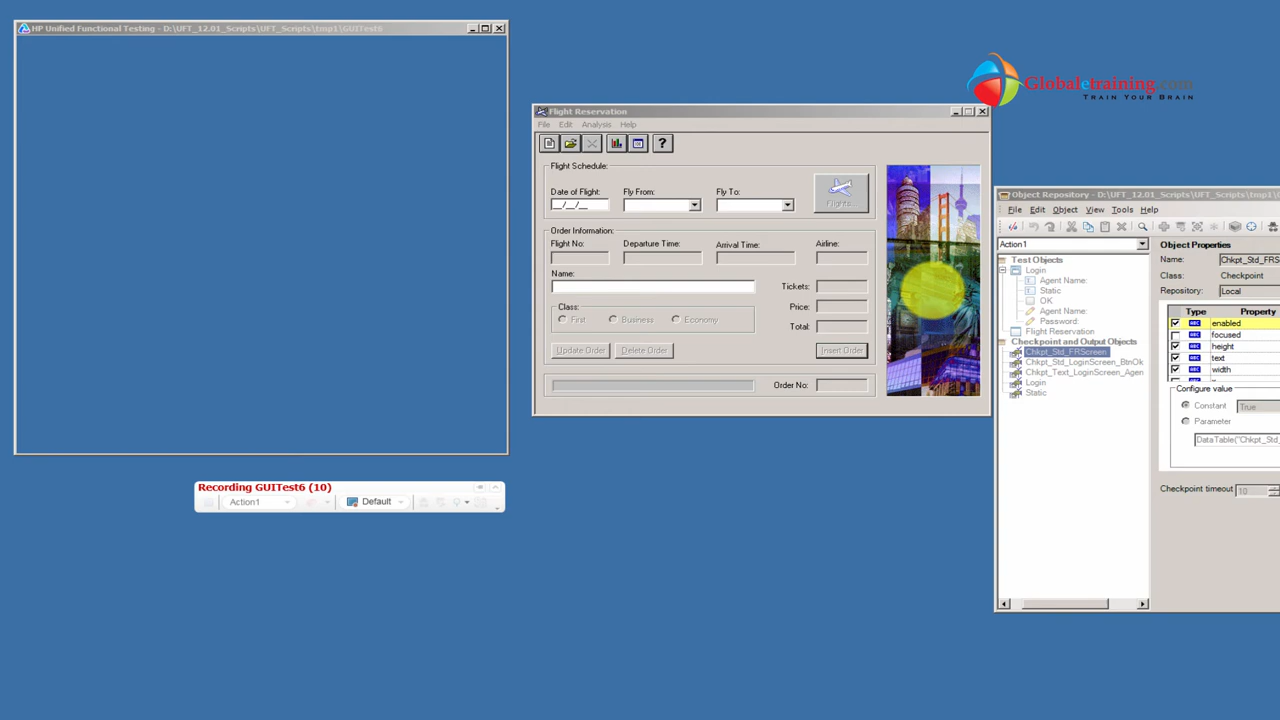 HP Unified Functional Testing - D:\UFT_12.01_Scripts\UFT_Scripts\tmp1\GUITest6
Globaletraining.com
TRAIN YOUR BRAIN
Flight Reservation
File Edit Analysis Help
Flight Schedule:
Date of Flight: Fly From: Fly To:
__/__/__
Flights...
Order Information:
Flight No: Departure Time: Arrival Time: Airline:
Name:
Tickets:
Class:
Price:
First Business Economy
Total:
Update Order Delete Order Insert Order
Order No:
Object Repository - D:\UFT_12.01_Scripts\UFT_Scri
File Edit Object View Tools Help
Action1
Object Properties
Test Objects
Name: Chkpt_Std_FRS
Login
Class: Checkpoint
Agent Name:
Static
Repository: Local
OK
Agent Name:
Type Property
Password:
enabled
Flight Reservation
focused
Checkpoint and Output Objects
height
Chkpt_Std_FRScreen
text
Chkpt_Std_LoginScreen_BtnOk
width
Chkpt_Text_LoginScreen_Agen
Login
Configure value
Static
Constant True
Parameter
DataTable("Chkpt_Std_
Checkpoint timeout 10
Recording GUITest6 (10)
Action1 Default